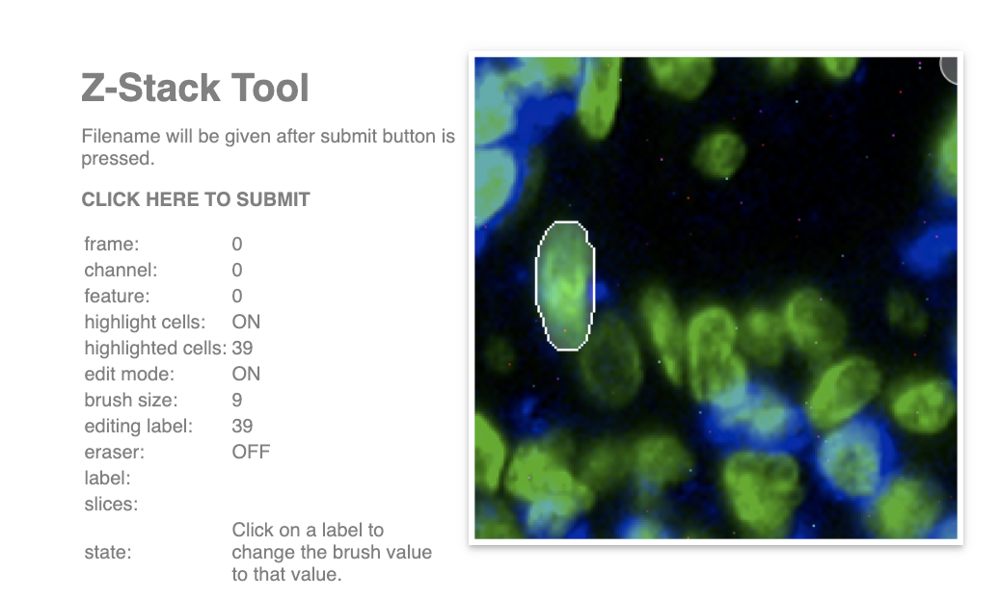 Z-Stack Tool
Filename will be given after submit button is
pressed.
CLICK HERE TO SUBMIT
frame: 0
channel: 0
feature: 0
highlight cells: ON
highlighted cells: 39
edit mode: ON
brush size: 9
editing label: 39
eraser: OFF
label:
slices:
state: Click on a label to
change the brush value
to that value.